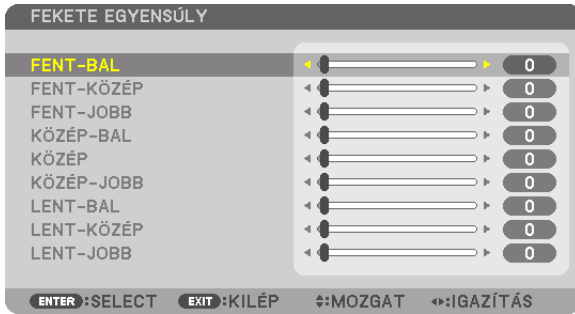 FEKETE EGYENSÚLY
FENT-BAL 0
FENT-KÖZÉP 0
FENT-JOBB 0
KÖZÉP-BAL 0
KÖZÉP 0
KÖZÉP-JOBB 0
LENT-BAL 0
LENT-KÖZÉP 0
LENT-JOBB 0
ENTER:SELECT EXIT:KILÉP :MOZGAT :IGAZÍTÁS